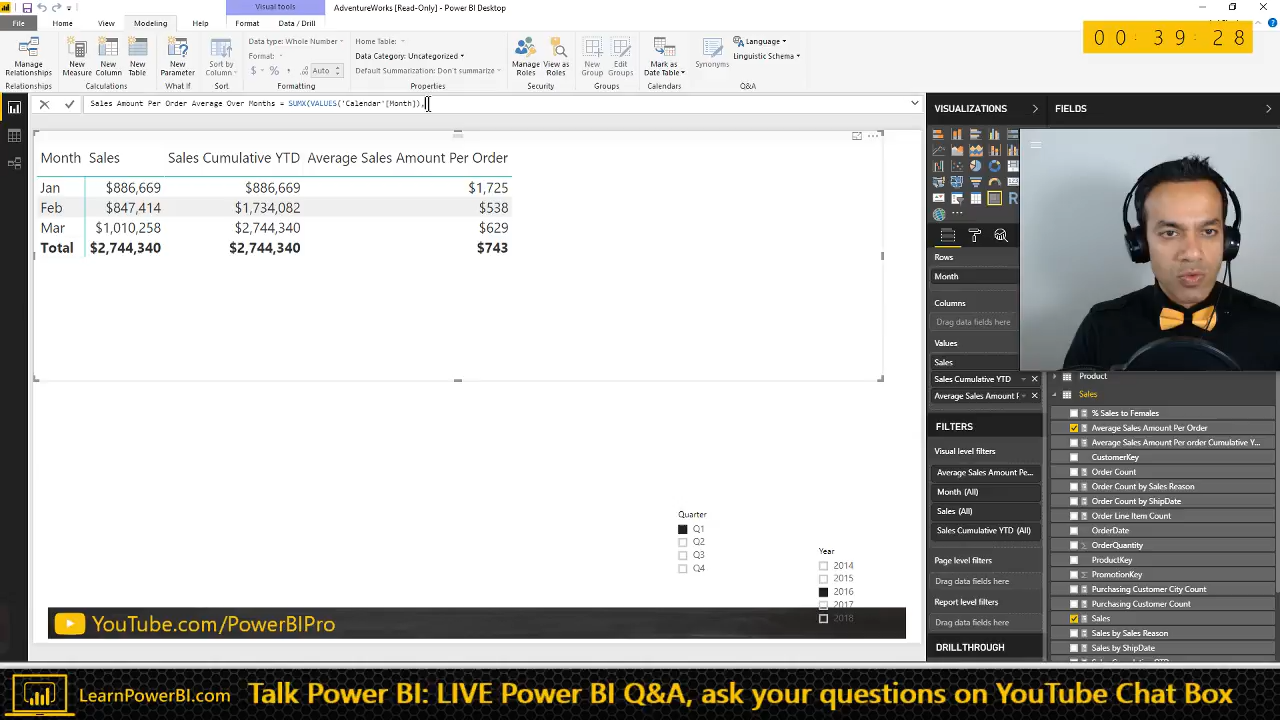 Visual tools
AdventureWorks [Read-Only] - Power BI Desktop
File Home View Modeling Help Format Data / Drill
Manage Relationships
New Measure
New Column
New Table
Calculations
New Parameter
What If
Sort by Column
Sort
Data type: Whole Number
Format:
$ % , Auto
Formatting
Home Table:
Data Category: Uncategorized
Default Summarization: Don't summarize
Properties
Manage Roles
View as Roles
Security
New Group
Edit Groups
Groups
Mark as Date Table
Calendars
Synonyms
Language
Linguistic Schema
Q&A
00:39:28
Sales Amount Per Order Average Over Months = SUMX(VALUES('Calendar'[Month]),
Month Sales Sales Cumulative YTD Average Sales Amount Per Order
Jan $886,669 $886,669 $1,725
Feb $847,414 $1,734,082 $538
Mar $1,010,258 $2,744,340 $629
Total $2,744,340 $2,744,340 $743
Quarter
Q1
Q2
Q3
Q4
Year
2014
2015
2016
2017
2018
VISUALIZATIONS
R
Rows
Month
Columns
Drag data fields here
Values
Sales
Sales Cumulative YTD
Average Sales Amount F
FILTERS
Visual level filters
Average Sales Amount Pe...
Month (All)
Sales (All)
Sales Cumulative YTD (All)
Page level filters
Drag data fields here
Report level filters
Drag data fields here
DRILLTHROUGH
FIELDS
Product
Sales
% Sales to Females
Average Sales Amount Per Order
Average Sales Amount Per order Cumulative Y...
CustomerKey
Order Count
Order Count by Sales Reason
Order Count by ShipDate
Order Line Item Count
OrderDate
OrderQuantity
ProductKey
PromotionKey
Purchasing Customer City Count
Purchasing Customer Count
Sales
Sales by Sales Reason
Sales by ShipDate
YouTube.com/PowerBIPro
LearnPowerBI.com
Talk Power BI: LIVE Power BI Q&A, ask your questions on YouTube Chat Box